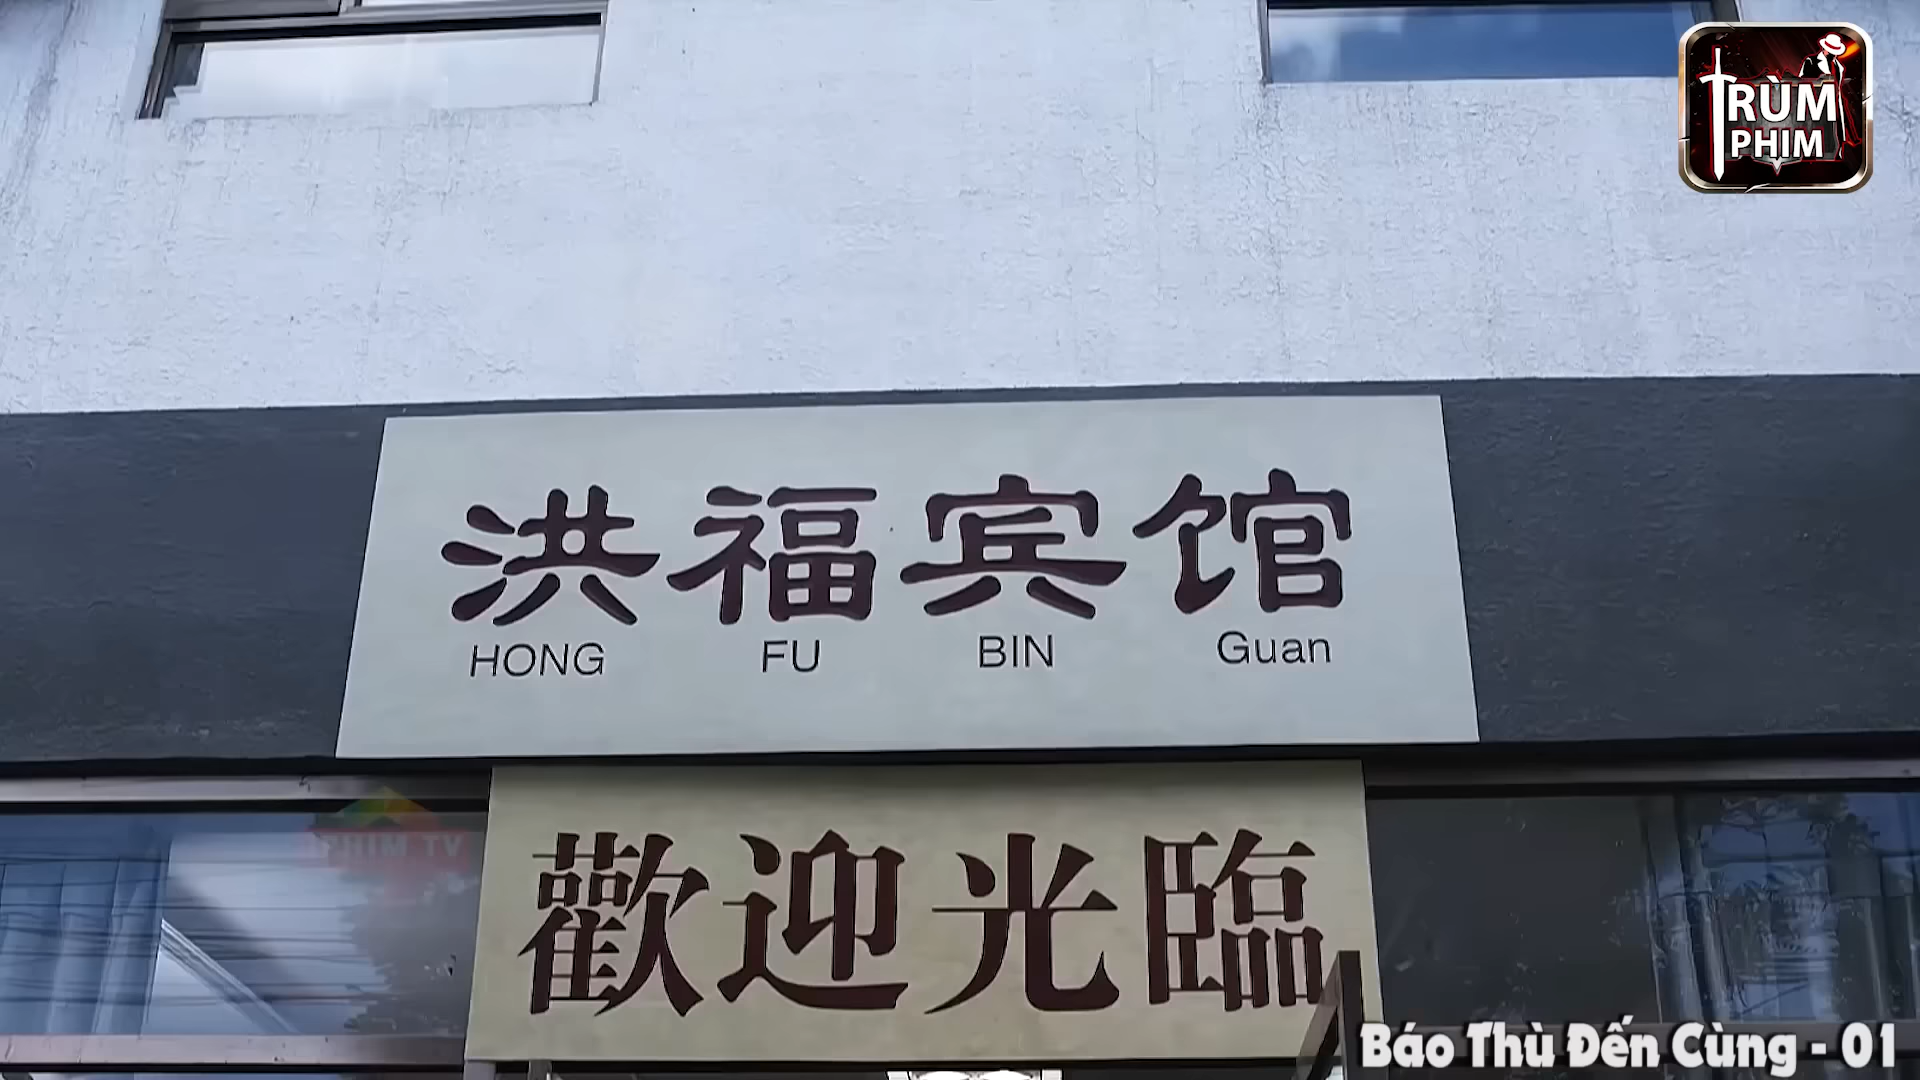 TRÙM
PHIM
洪福宾馆
HONG FU BIN Guan
歡迎光臨
Báo Thù Đến Cùng - 01